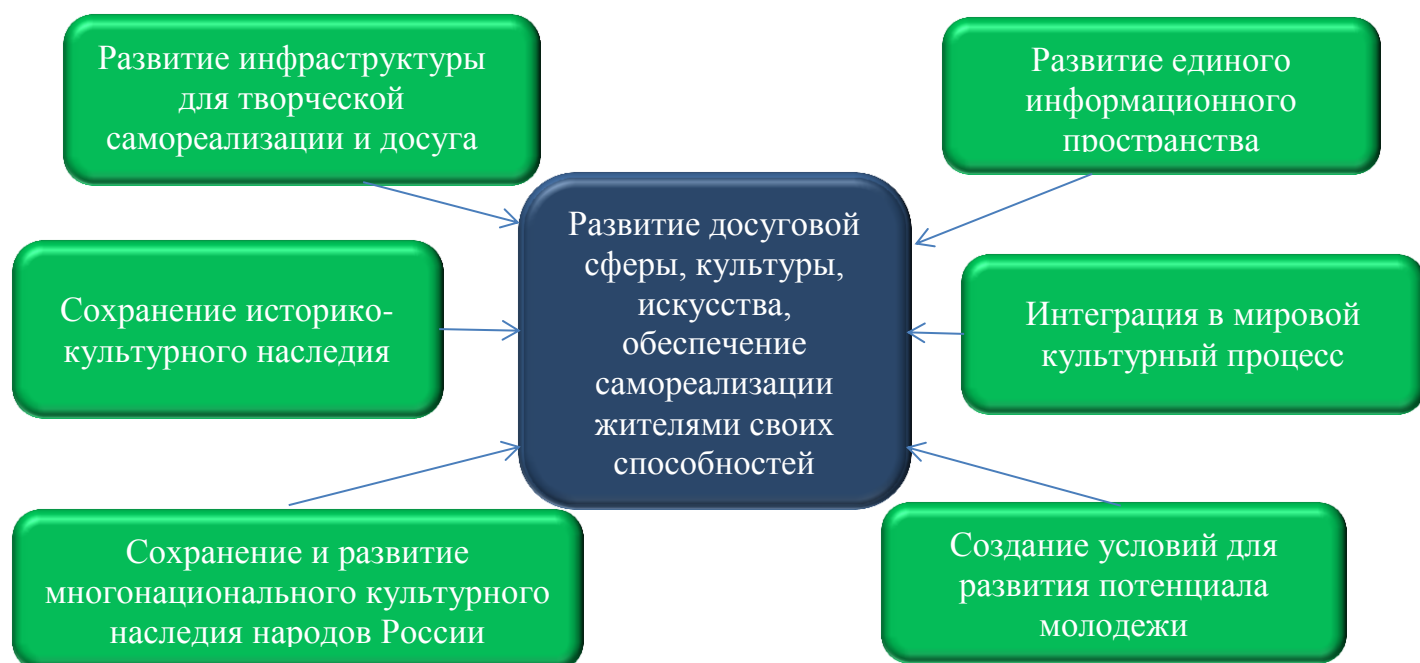 Развитие инфраструктуры
для творческой
самореализации и досуга
Развитие единого
информационного
пространства
Развитие досуговой
сферы, культуры,
искусства,
обеспечение
самореализации
жителями своих
способностей
Сохранение историко-
культурного наследия
Интеграция в мировой
культурный процесс
Сохранение и развитие
многонационального культурного
наследия народов России
Создание условий для
развития потенциала
молодежи